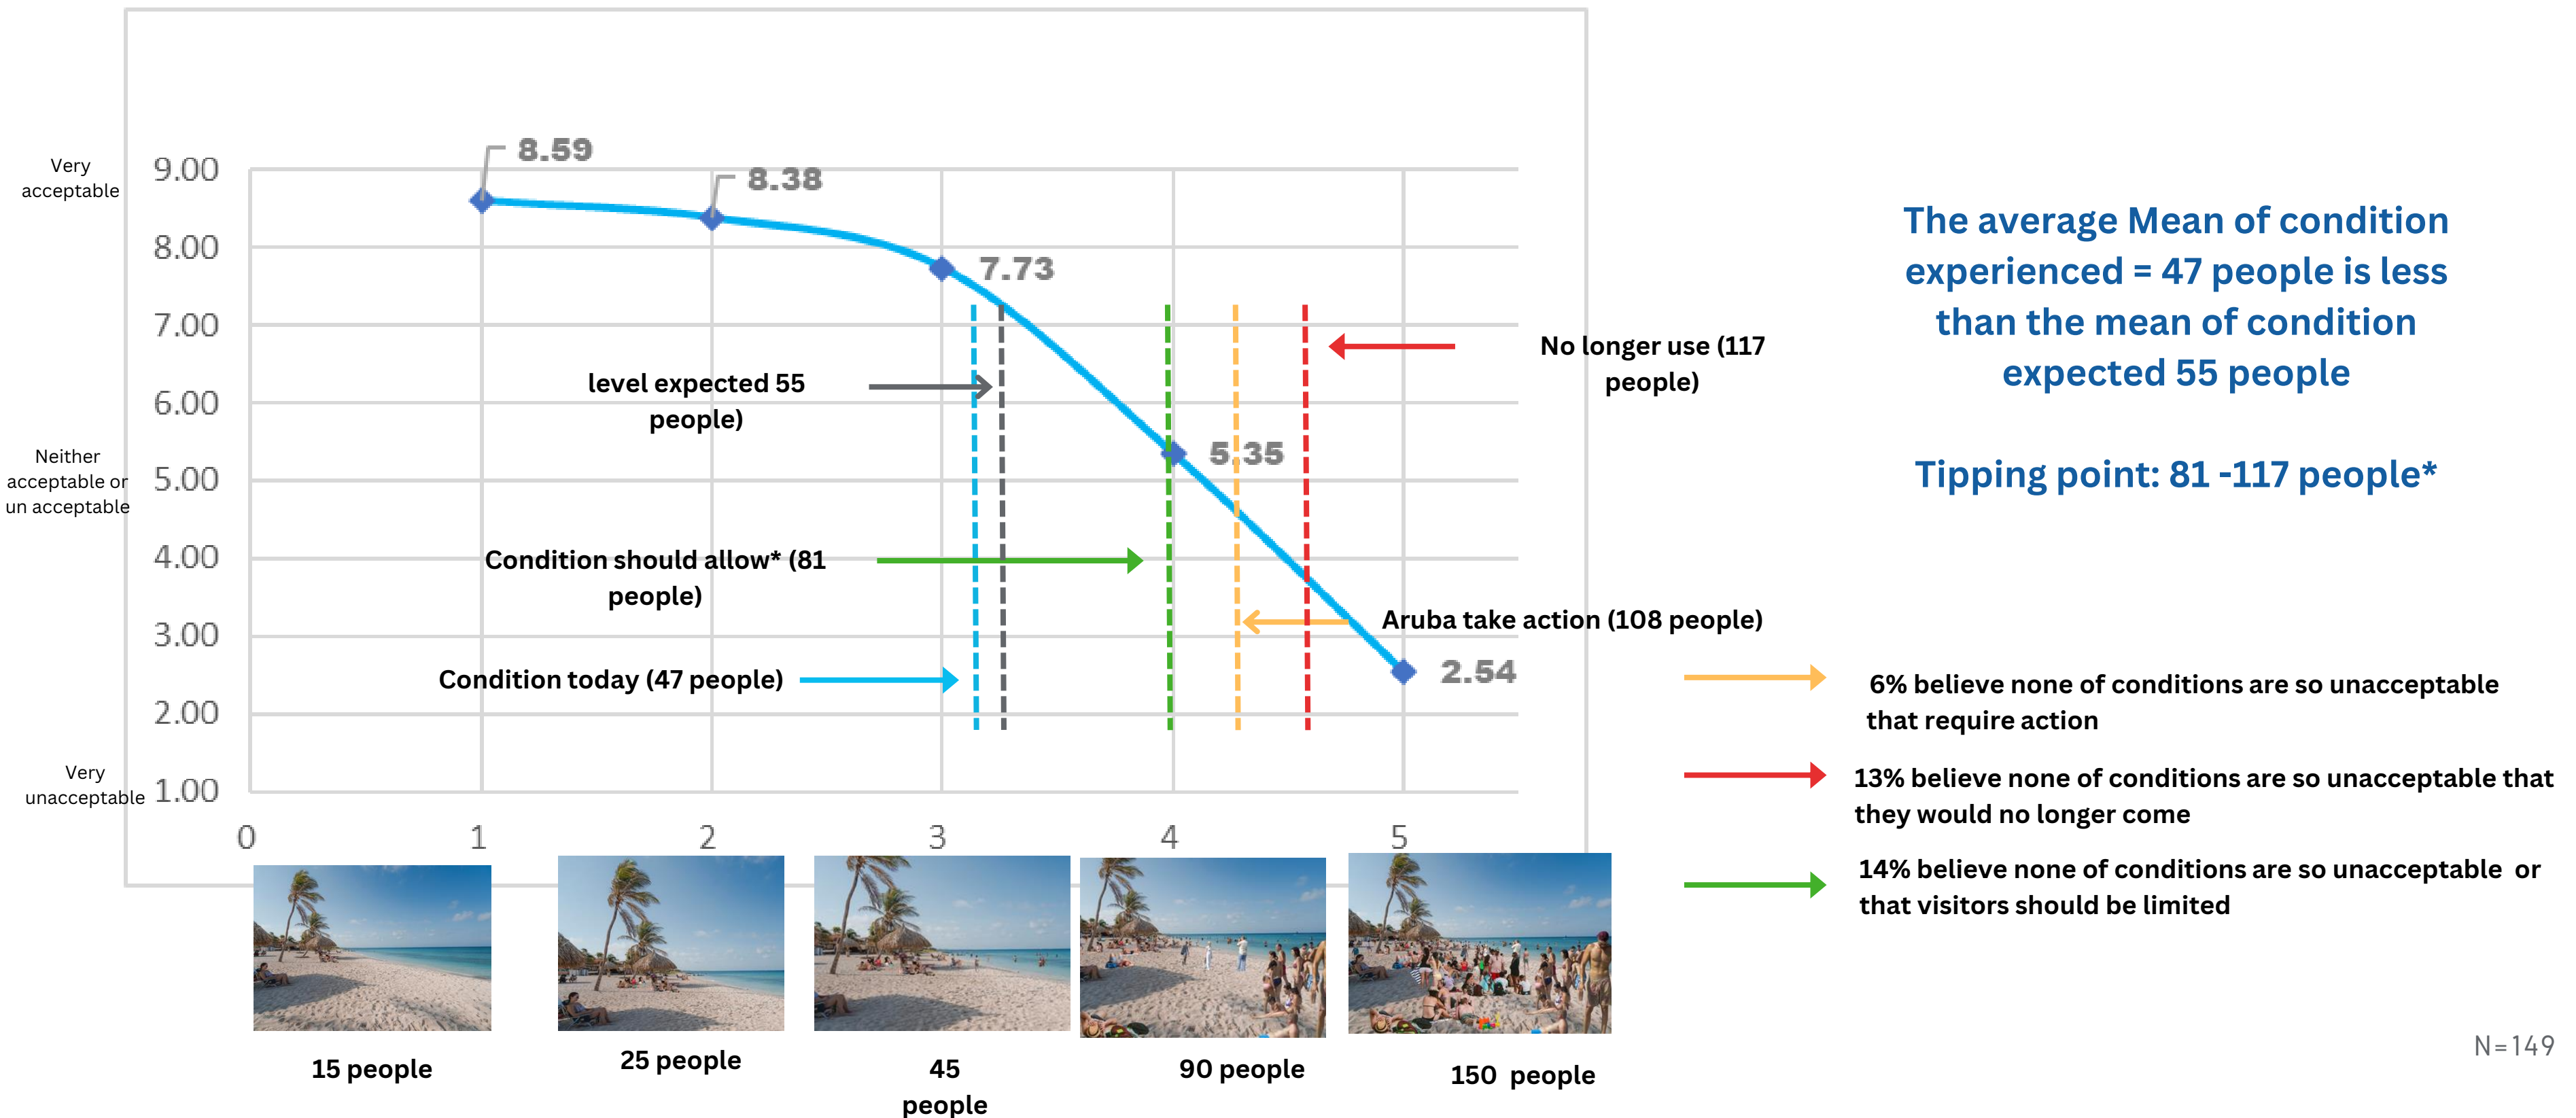 8.59
8.38
Very
acceptable
9.00
8.00
7.73
7.00
No longer use (117
people)
level expected 55
people)
6.00
Neither
acceptable or
un acceptable
5.35
5.00
Condition should allow* (81
people)
4.00
Aruba take action (108 people)
3.00
Condition today (47 people)
2.54
2.00
Very
unacceptable
1.00
0 1 2 3 4 5
15 people
25 people
45
people
90 people
150 people
The average Mean of condition
experienced = 47 people is less
than the mean of condition
expected 55 people
Tipping point: 81 -117 people*
6% believe none of conditions are so unacceptable
that require action
13% believe none of conditions are so unacceptable that
they would no longer come
14% believe none of conditions are so unacceptable or
that visitors should be limited
N=149